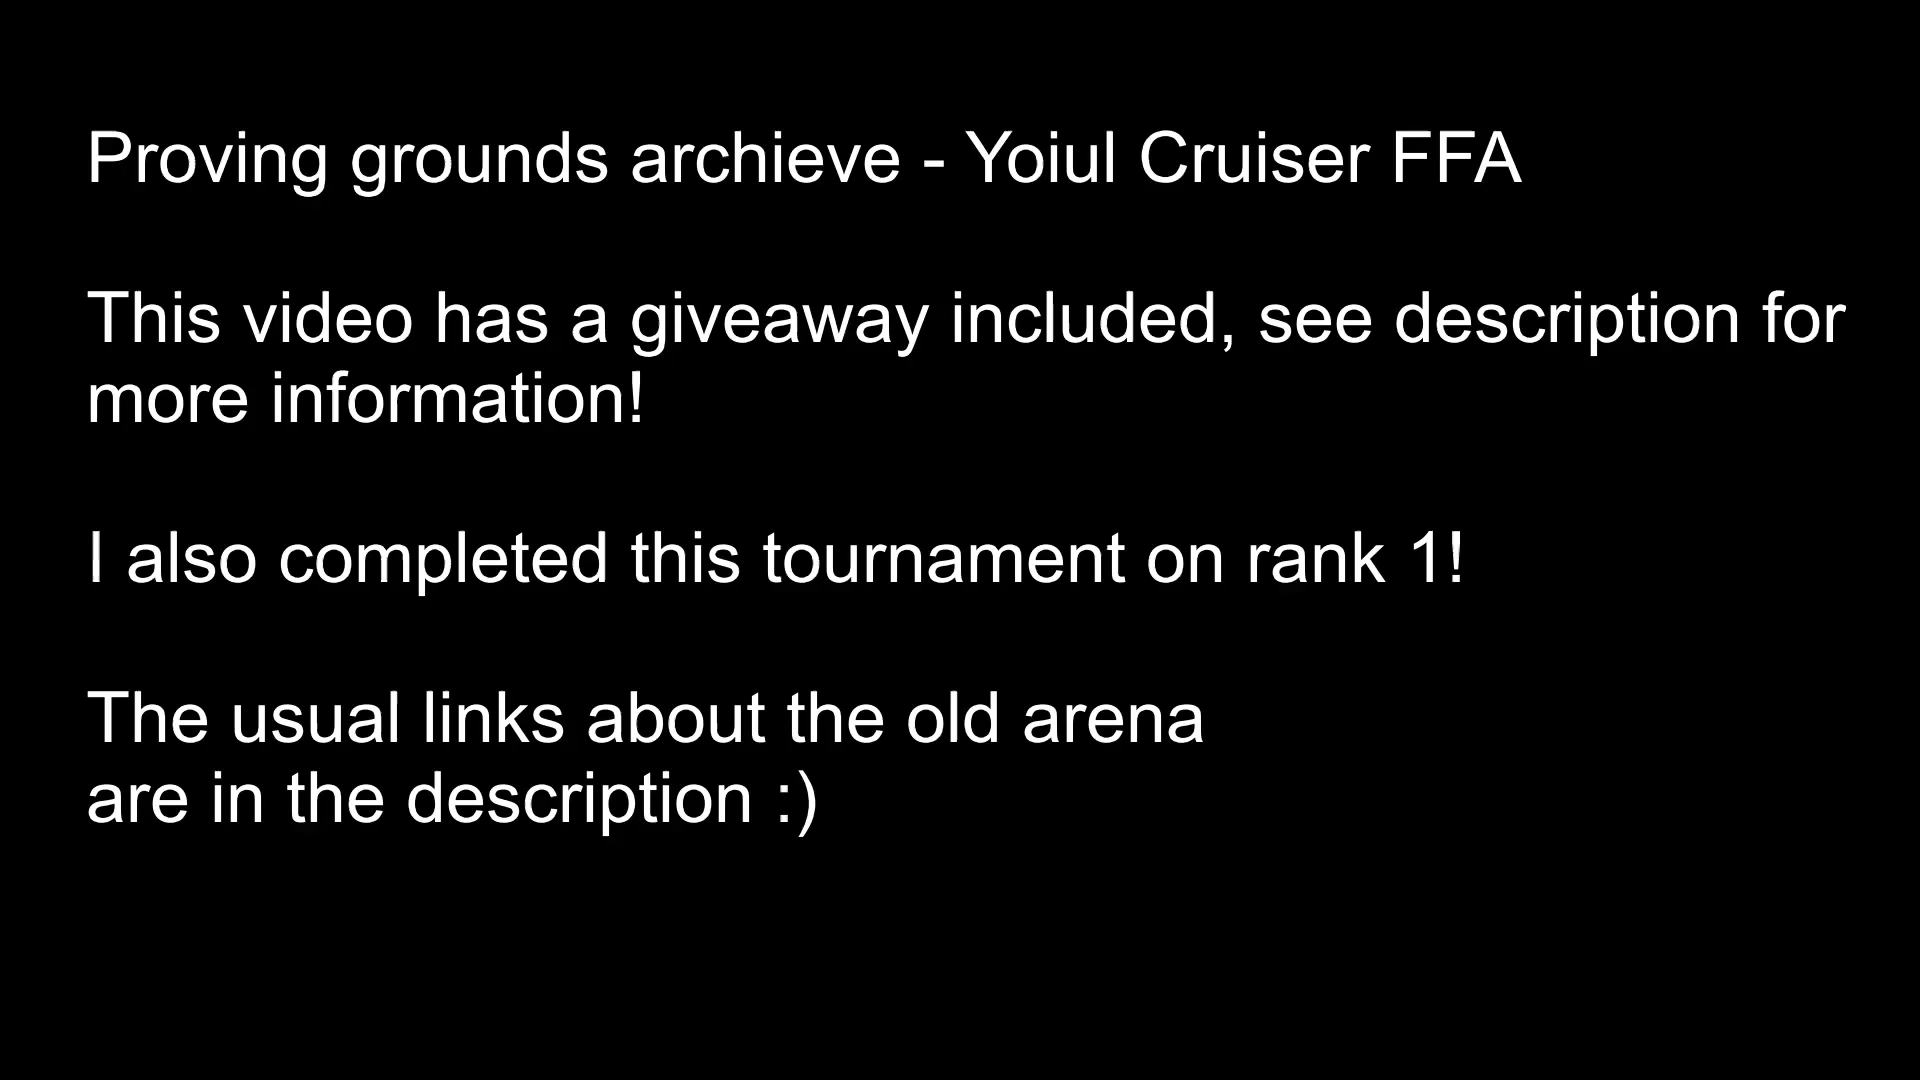 Proving grounds archieve - Yoiul Cruiser FFA
This video has a giveaway included, see description for
more information!
I also completed this tournament on rank 1!
The usual links about the old arena
are in the description :)